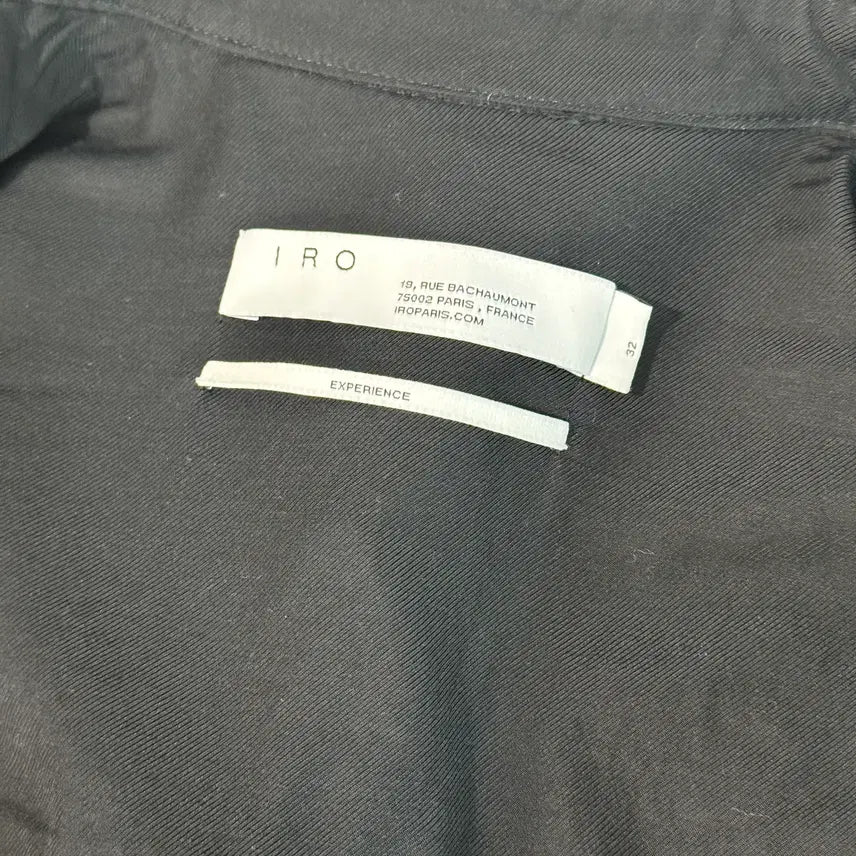 IRO
19, RUE BACHAUMONT
75002 PARIS, FRANCE
IROPARIS.COM
32
EXPERIENCE